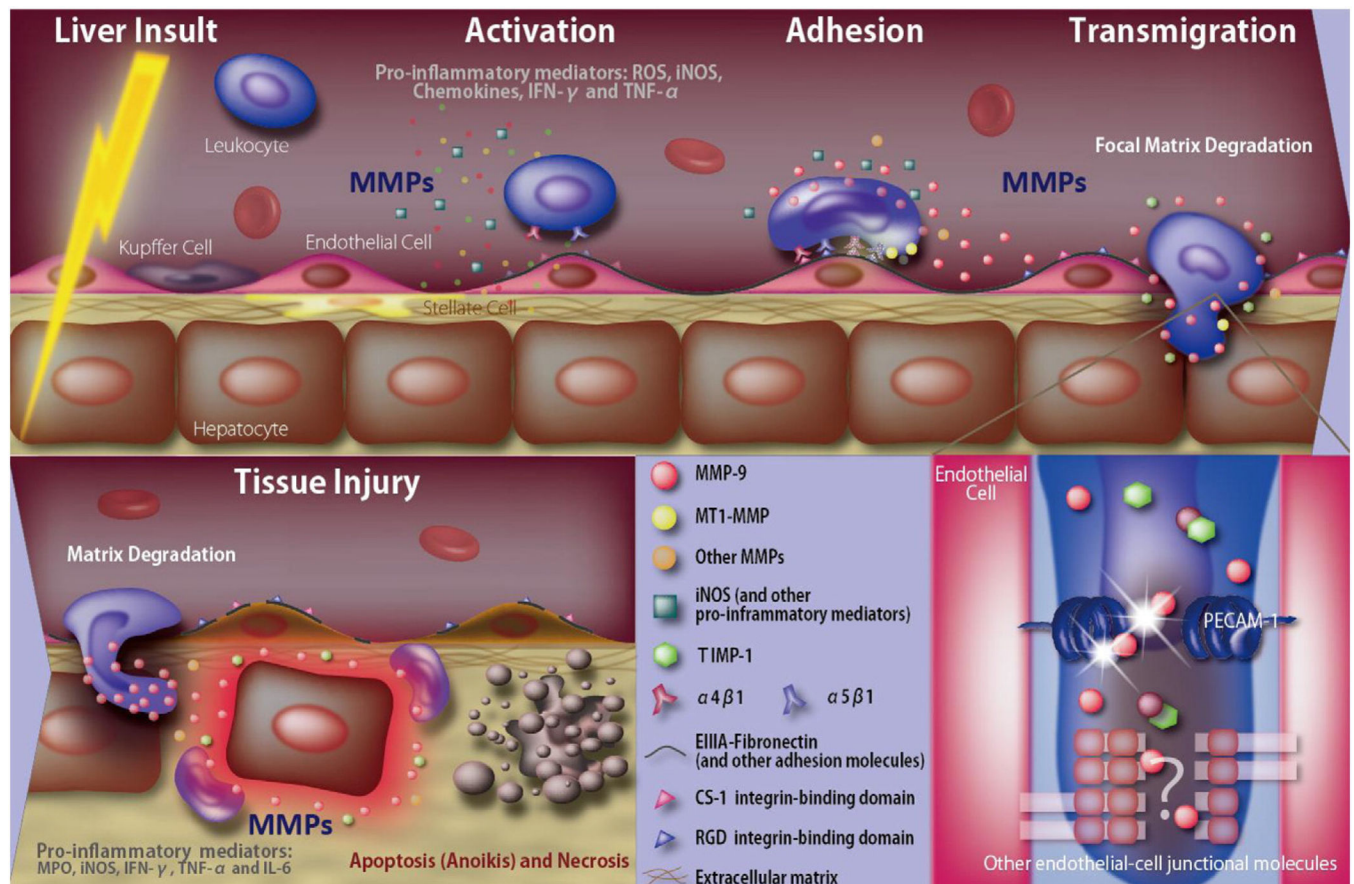 Liver Insult
Activation
Adhesion
Transmigration
Pro-inflammatory mediators: ROS, iNOS,
Chemokines, IFN-γ and TNF-α
Leukocyte
Focal Matrix Degradation
MMPs
MMPs
Kupffer Cell
Endothelial Cell
Stellate Cell
Hepatocyte
Tissue Injury
Matrix Degradation
MMPs
Pro-inflammatory mediators:
MPO, iNOS, IFN-γ, TNF-α and IL-6
Apoptosis (Anoikis) and Necrosis
MMP-9
MT1-MMP
Other MMPs
iNOS (and other
pro-inframmatory mediators)
TIMP-1
α4β1
α5β1
EIIIA-Fibronectin
(and other adhesion molecules)
CS-1 integrin-binding domain
RGD integrin-binding domain
Extracellular matrix
Endothelial
Cell
PECAM-1
?
Other endothelial-cell junctional molecules